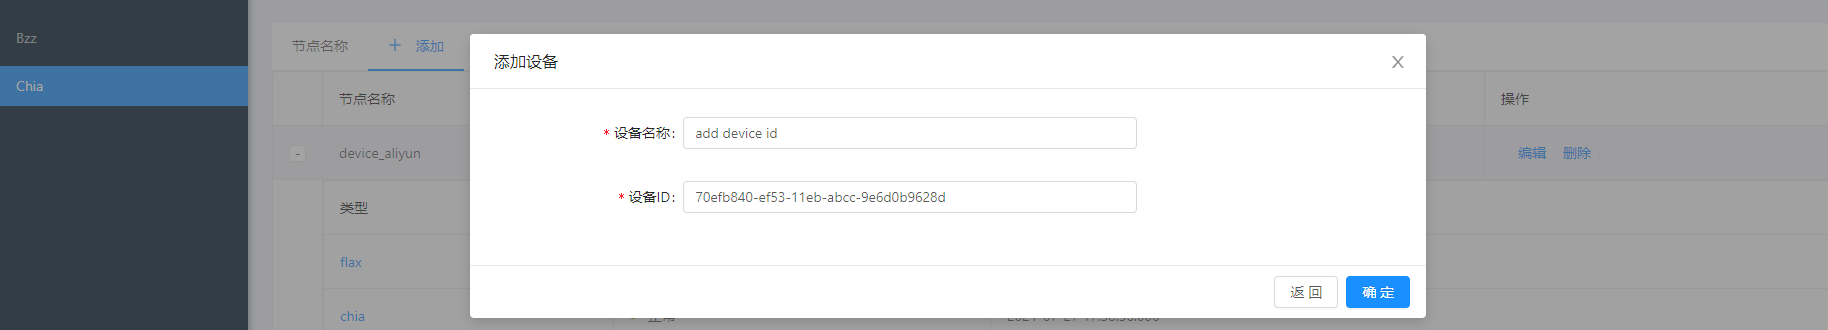 Bzz
Chia
节点名称
+ 添加
添加设备
X
节点名称
操作
* 设备名称:
add device id
- device_aliyun
编辑 删除
* 设备ID:
70efb840-ef53-11eb-abcc-9e6d0b9628d
类型
flax
返 回
确 定
chia